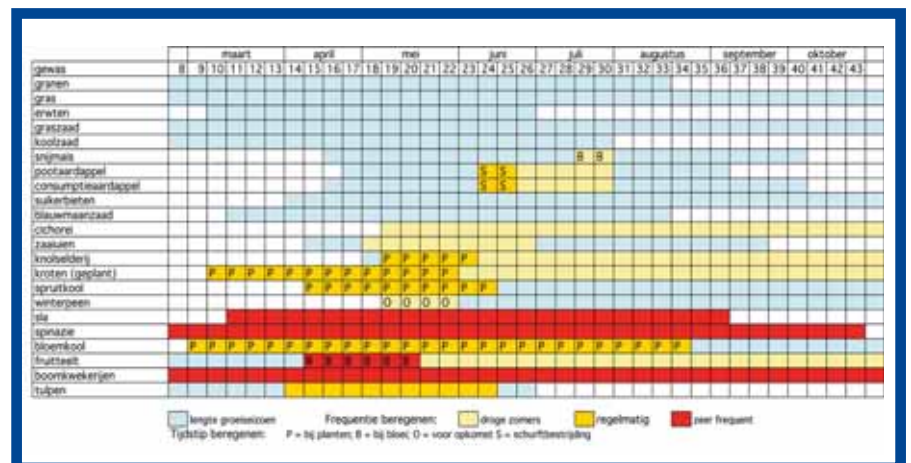 maart april mei juni juli augustus september oktober
gewas 8 9 10 11 12 13 14 15 16 17 18 19 20 21 22 23 24 25 26 27 28 29 30 31 32 33 34 35 36 37 38 39 40 41 42 43
granen
gras
erwten
graszaad
koolzaad
snijmais B B
pootaardappel S S
consumptieaardappel S S
suikerbieten
blauwmaanzaad
cichorei
zaaiuien
knolselderij P P P P P
kroten (geplant) P P P P P P P P P P P P P
spruitkool P P P P P P P P P P
winterpeen O O O O
sla
spinazie
bloemkool P P P P P P P P P P P P P P P P P P P P P P P P P P
fruitteelt
boomkwekerijen
tulpen
lengte groeiseizoen Frequentie beregenen: droge zomers regelmatig zeer frequent
Tijdstip beregenen: P = bij planten; B = bij bloei; O = voor opkomst S = schurftbestrijding